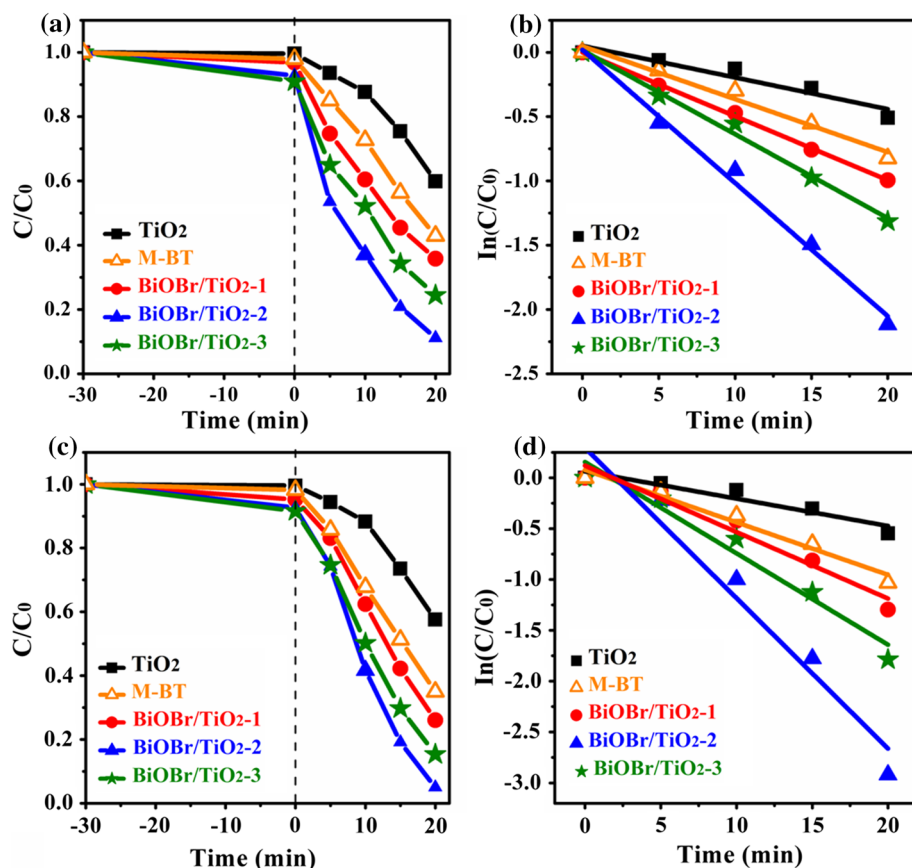 (a)
C/C0
1.0
0.8
0.6
0.4
0.2
0.0
TiO2
M-BT
BiOBr/TiO2-1
BiOBr/TiO2-2
BiOBr/TiO2-3
-30 -20 -10 0 10 20
Time (min)
(b)
In(C/C0)
0.0
-0.5
-1.0
-1.5
-2.0
-2.5
TiO2
M-BT
BiOBr/TiO2-1
BiOBr/TiO2-2
BiOBr/TiO2-3
0 5 10 15 20
Time (min)
(c)
C/C0
1.0
0.8
0.6
0.4
0.2
0.0
TiO2
M-BT
BiOBr/TiO2-1
BiOBr/TiO2-2
BiOBr/TiO2-3
-30 -20 -10 0 10 20
Time (min)
(d)
In(C/C0)
0.0
-0.5
-1.0
-1.5
-2.0
-2.5
-3.0
TiO2
M-BT
BiOBr/TiO2-1
BiOBr/TiO2-2
BiOBr/TiO2-3
0 5 10 15 20
Time (min)